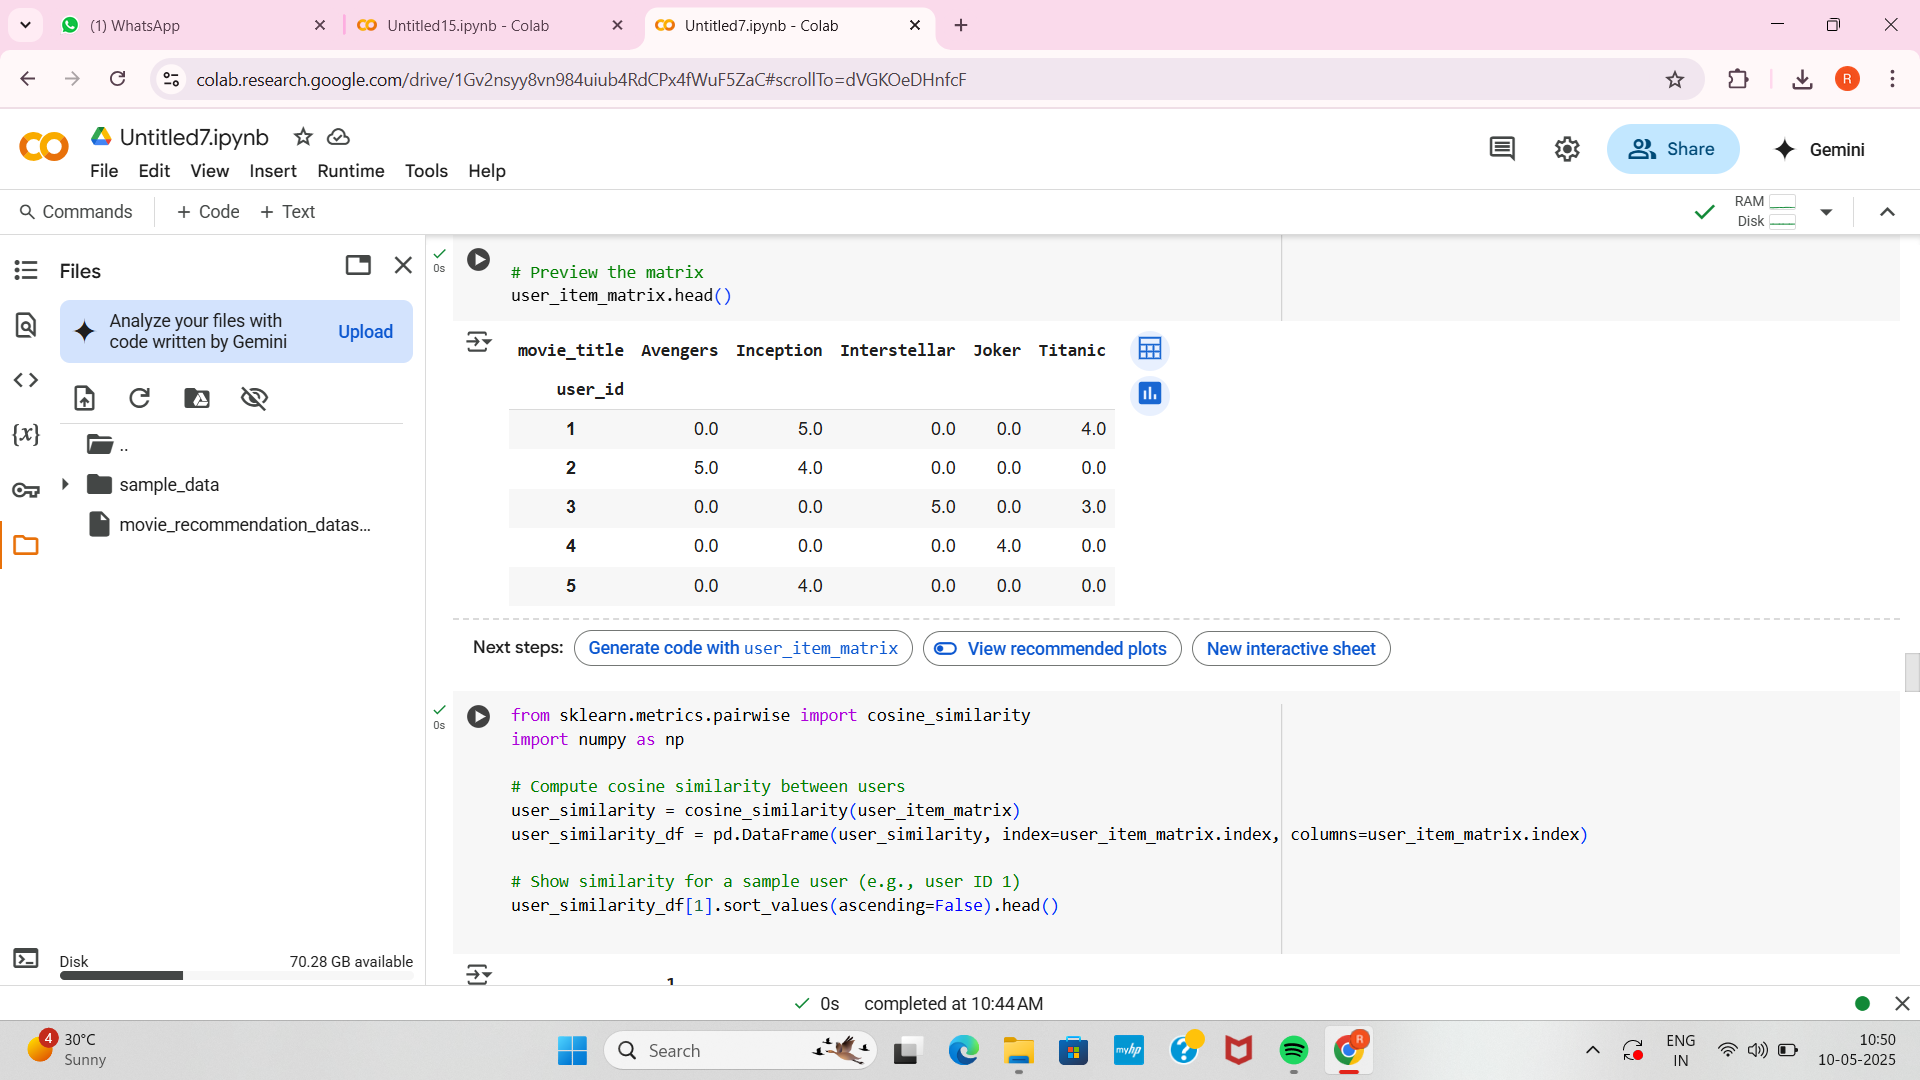 (1) WhatsApp
Untitled15.ipynb - Colab
Untitled7.ipynb - Colab
colab.research.google.com/drive/1Gv2nsyy8vn984uiub4RdCPx4fWuF5ZaC#scrollTo=dVGKOeDHnfcF
R
Untitled7.ipynb
File Edit View Insert Runtime Tools Help
Share
Gemini
Commands + Code + Text
RAM
Disk
Files
Analyze your files with
code written by Gemini
Upload
..
sample_data
movie_recommendation_datas...
Disk 70.28 GB available
0s
# Preview the matrix
user_item_matrix.head()
movie_title Avengers Inception Interstellar Joker Titanic
user_id
1 0.0 5.0 0.0 0.0 4.0
2 5.0 4.0 0.0 0.0 0.0
3 0.0 0.0 5.0 0.0 3.0
4 0.0 0.0 0.0 4.0 0.0
5 0.0 4.0 0.0 0.0 0.0
Next steps: Generate code with user_item_matrix View recommended plots New interactive sheet
0s
from sklearn.metrics.pairwise import cosine_similarity
import numpy as np
# Compute cosine similarity between users
user_similarity = cosine_similarity(user_item_matrix)
user_similarity_df = pd.DataFrame(user_similarity, index=user_item_matrix.index, columns=user_item_matrix.index)
# Show similarity for a sample user (e.g., user ID 1)
user_similarity_df[1].sort_values(ascending=False).head()
1
0s completed at 10:44 AM
4
30°C
Sunny
Search
myhp
R
ENG
IN
10:50
10-05-2025